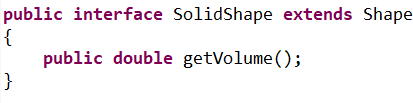 public interface SolidShape extends Shape
{
    public double getVolume();
}